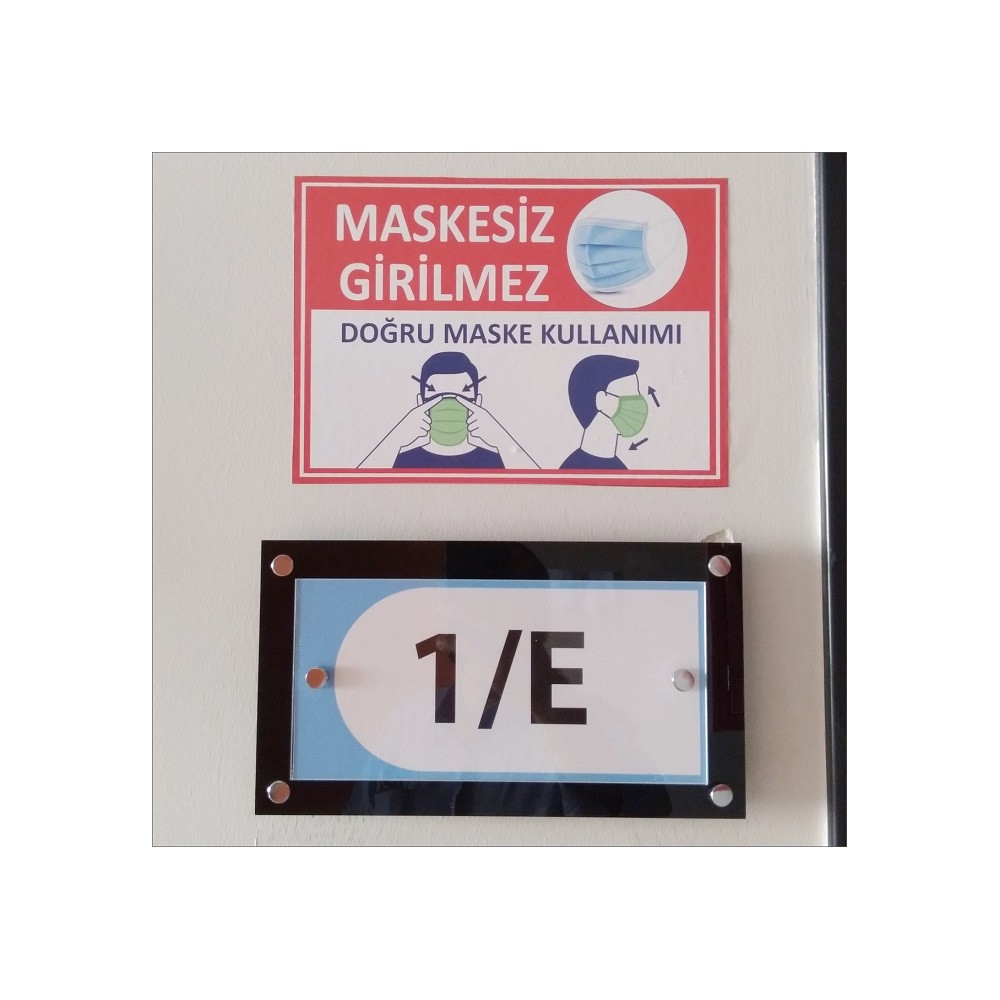 MASKESİZ
GİRİLMEZ
DOĞRU MASKE KULLANIMI
1/E